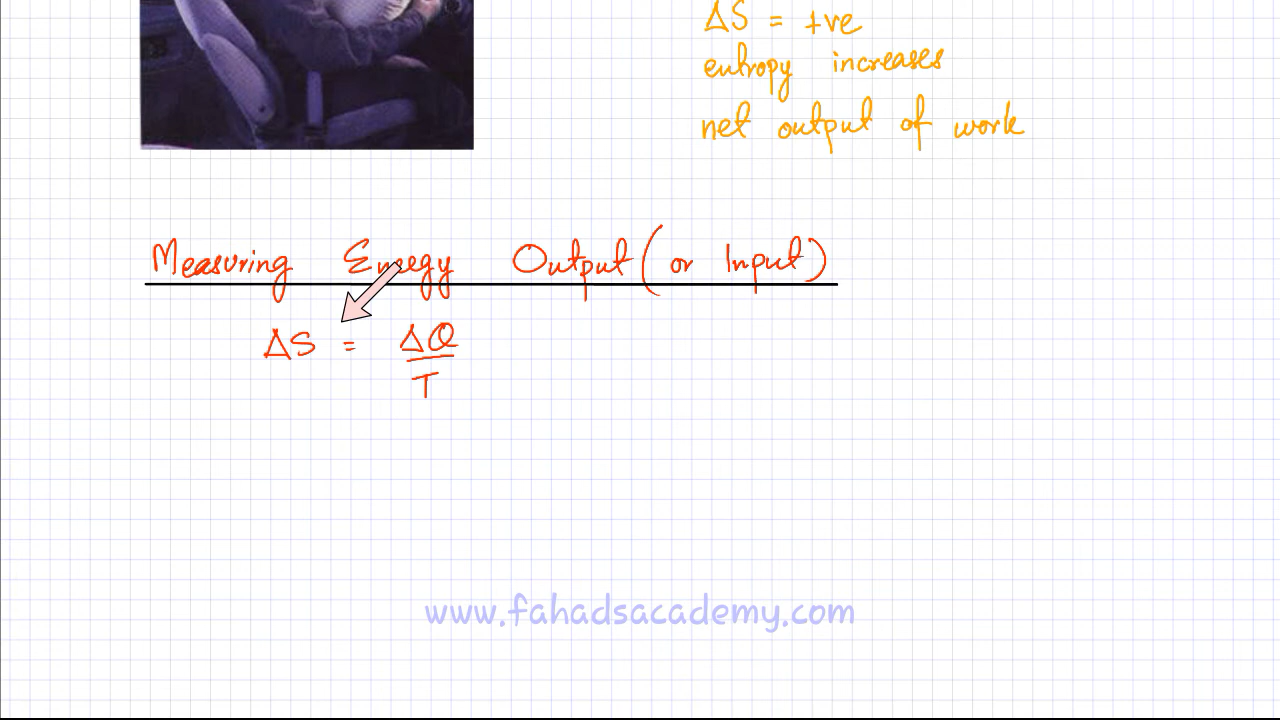 ΔS = +ve
entropy increases
net output of work
Measuring Energy Output (or Input)
ΔS = ΔQ
T
www.fahadsacademy.com